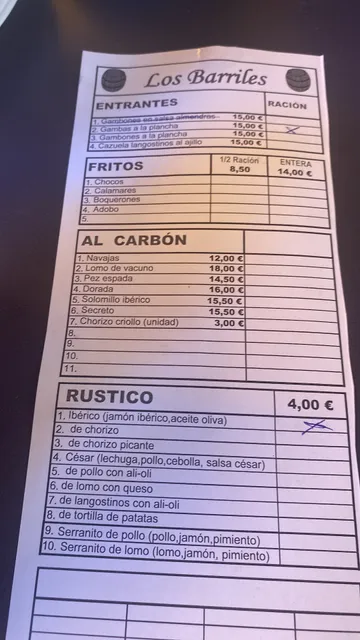 Los Barriles
ENTRANTES RACIÓN
1. Gambones en salsa almendras 15,00 €
2. Gambas a la plancha 15,00 €
3. Gambones a la plancha 15,00 €
4. Cazuela langostinos al ajillo 15,00 €
FRITOS 1/2 Ración 8,50 ENTERA 14,00 €
1. Chocos
2. Calamares
3. Boquerones
4. Adobo
5.
AL CARBÓN
1. Navajas 12,00 €
2. Lomo de vacuno 18,00 €
3. Pez espada 14,50 €
4. Dorada 16,00 €
5. Solomillo ibérico 15,50 €
6. Secreto 15,50 €
7. Chorizo criollo (unidad) 3,00 €
8.
9.
10.
11.
RUSTICO 4,00 €
1. Ibérico (jamón ibérico,aceite oliva)
2. de chorizo
3. de chorizo picante
4. César (lechuga,pollo,cebolla, salsa césar)
5. de pollo con ali-oli
6. de lomo con queso
7. de langostinos con ali-oli
8. de tortilla de patatas
9. Serranito de pollo (pollo,jamón,pimiento)
10. Serranito de lomo (lomo,jamón, pimiento)